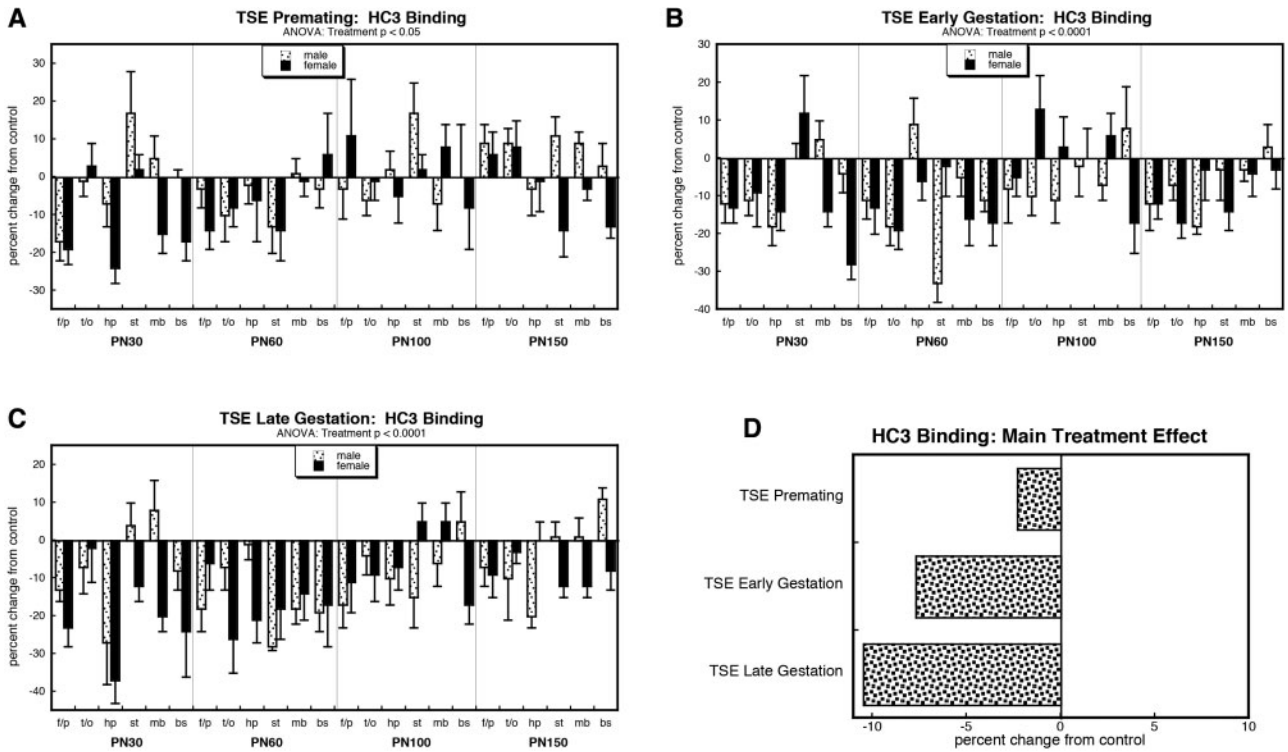 A
TSE Premating: HC3 Binding
ANOVA: Treatment p < 0.05
male
female
percent change from control
30
20
10
0
-10
-20
-30
f/p t/o hp st mb bs f/p t/o hp st mb bs f/p t/o hp st mb bs f/p t/o hp st mb bs
PN30 PN60 PN100 PN150
B
TSE Early Gestation: HC3 Binding
ANOVA: Treatment p < 0.0001
male
female
percent change from control
30
20
10
0
-10
-20
-30
-40
f/p t/o hp st mb bs f/p t/o hp st mb bs f/p t/o hp st mb bs f/p t/o hp st mb bs
PN30 PN60 PN100 PN150
C
TSE Late Gestation: HC3 Binding
ANOVA: Treatment p < 0.0001
male
female
percent change from control
20
10
0
-10
-20
-30
-40
f/p t/o hp st mb bs f/p t/o hp st mb bs f/p t/o hp st mb bs f/p t/o hp st mb bs
PN30 PN60 PN100 PN150
D
HC3 Binding: Main Treatment Effect
TSE Premating
TSE Early Gestation
TSE Late Gestation
-10 -5 0 5 10
percent change from control